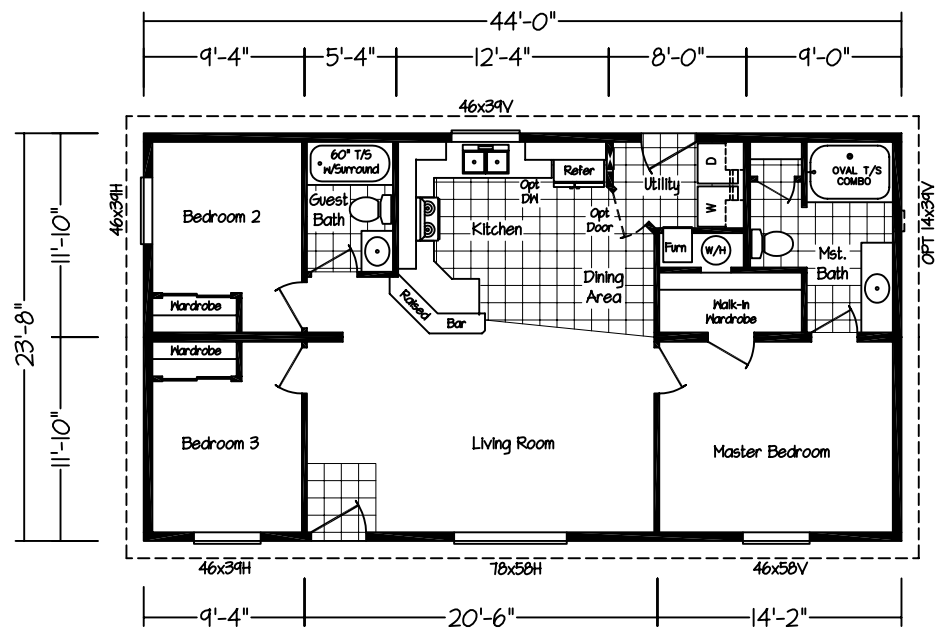 44'-0"
9'-4"
5'-4"
12'-4"
8'-0"
9'-0"
46x39V
60" T/S
w/Surround
Refer
D
OVAL T/S
COMBO
Utility
Opt
DW
46x39H
Bedroom 2
Guest
Bath
Kitchen
Opt
Door
W
OPT 14x39V
11'-10"
Furn
W/H
Mst.
Bath
Dining
Area
Wardrobe
Raised
Bar
Walk-In
Wardrobe
23'-8"
Wardrobe
11'-10"
Bedroom 3
Living Room
Master Bedroom
46x39H
78x58H
46x58V
9'-4"
20'-6"
14'-2"